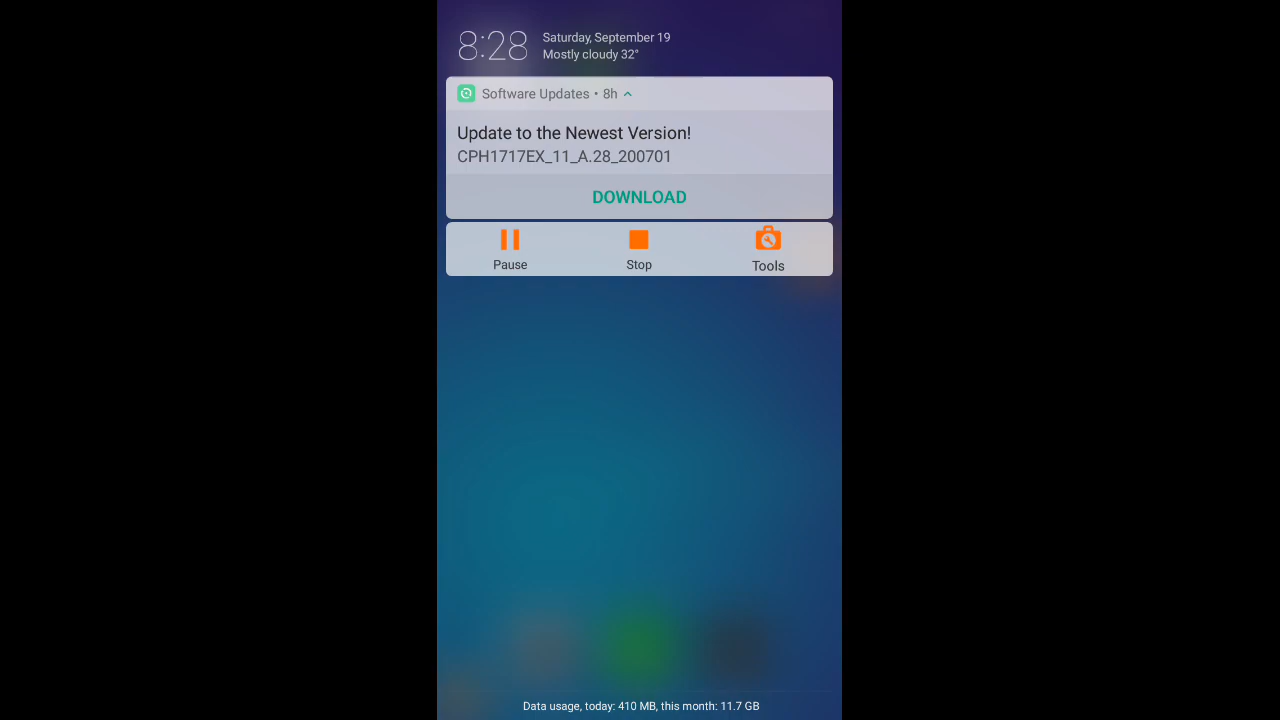 8:28
Saturday, September 19
Mostly cloudy 32°
Software Updates • 8h
Update to the Newest Version!
CPH1717EX_11_A.28_200701
DOWNLOAD
Pause Stop Tools
Data usage, today: 410 MB, this month: 11.7 GB